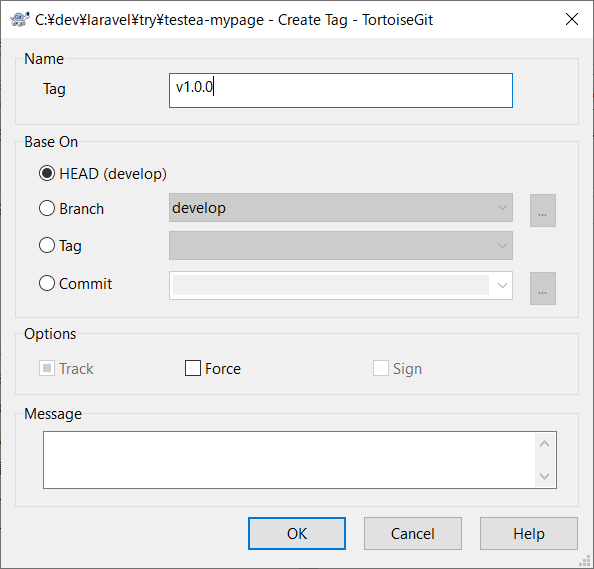 C:¥dev¥laravel¥try¥testea-mypage - Create Tag - TortoiseGit
Name
Tag v1.0.0
Base On
HEAD (develop)
Branch develop ...
Tag
Commit ...
Options
Track Force Sign
Message
OK Cancel Help